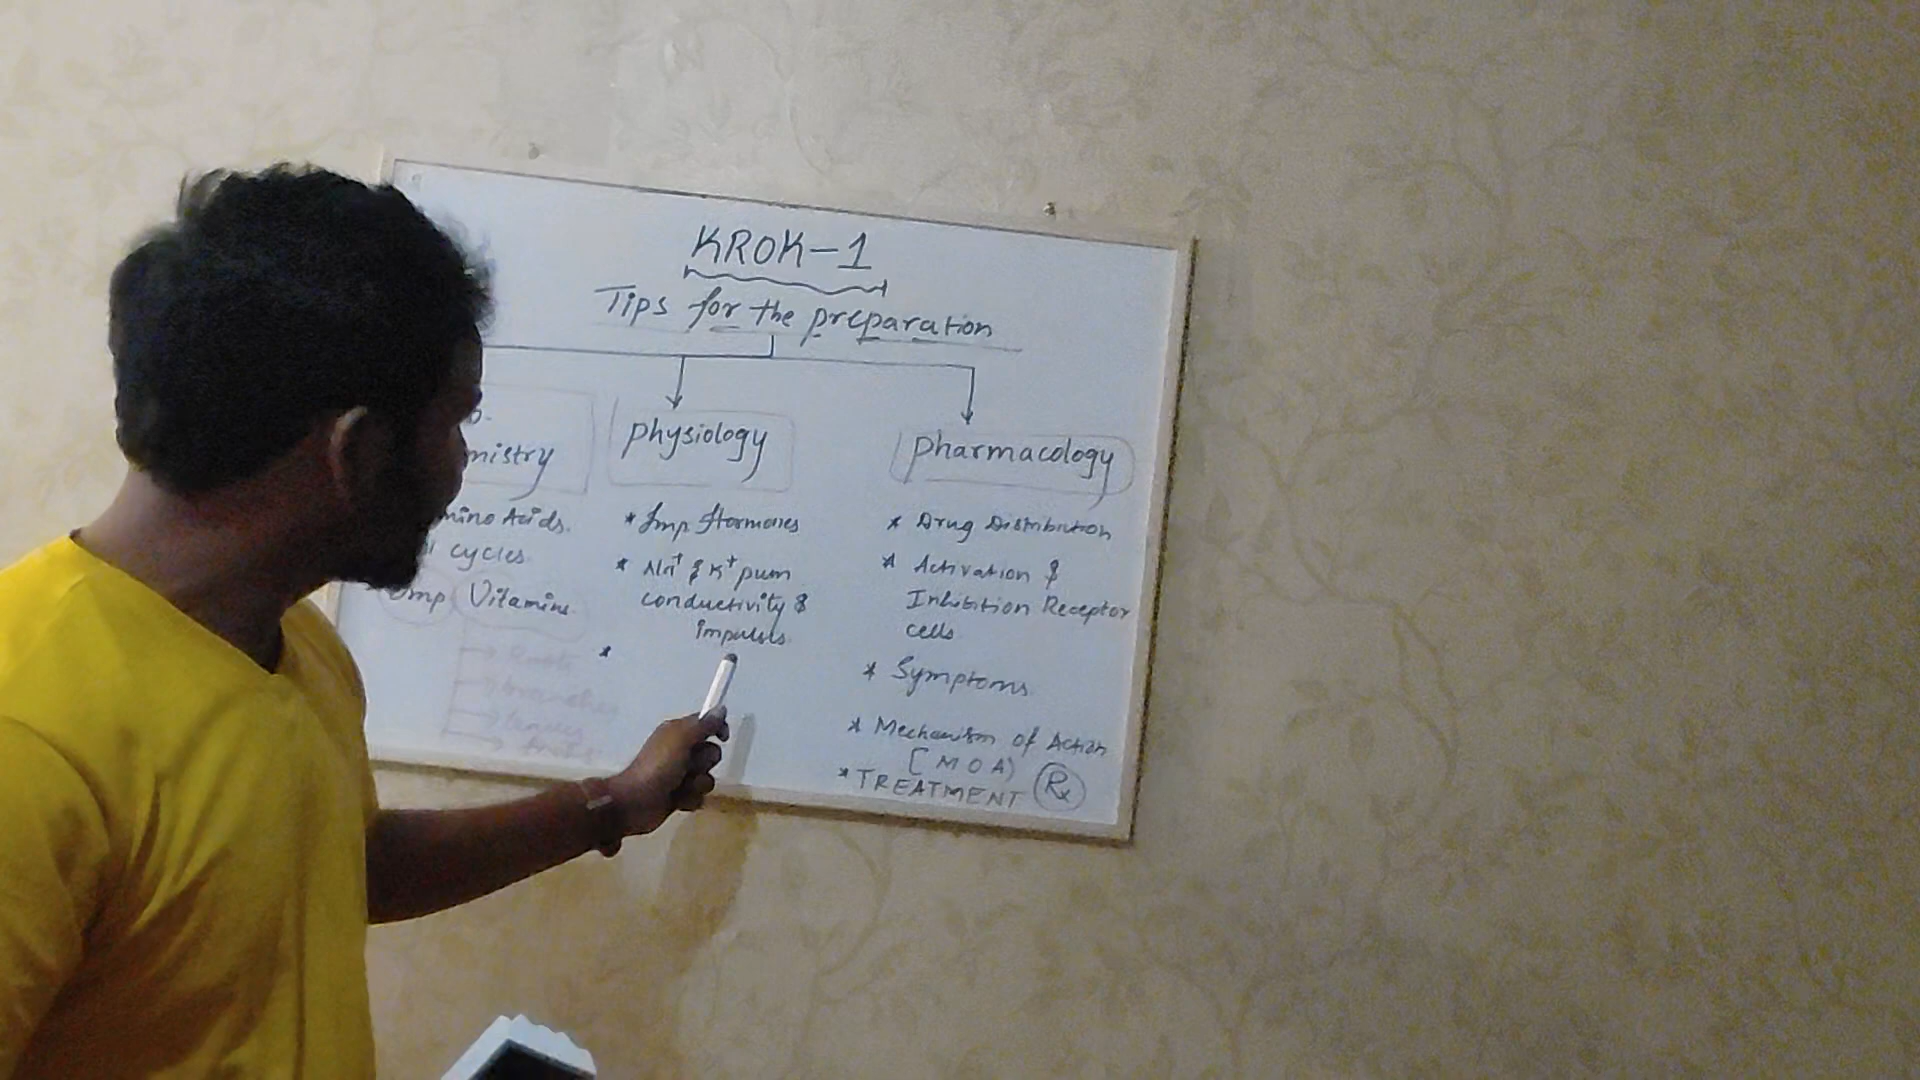 KROK-1
Tips for the preparation
mistry
mino Acids.
cycles
Imp Vitamins
physiology
* Imp Hormones
* Na+ & K+ pum
conductivity &
impulses
*
pharmacology
* Drug Distribution
* Activation &
Inhibition Receptor
cells
* Symptoms
* Mechanism of Action
[MOA)
* TREATMENT Rx